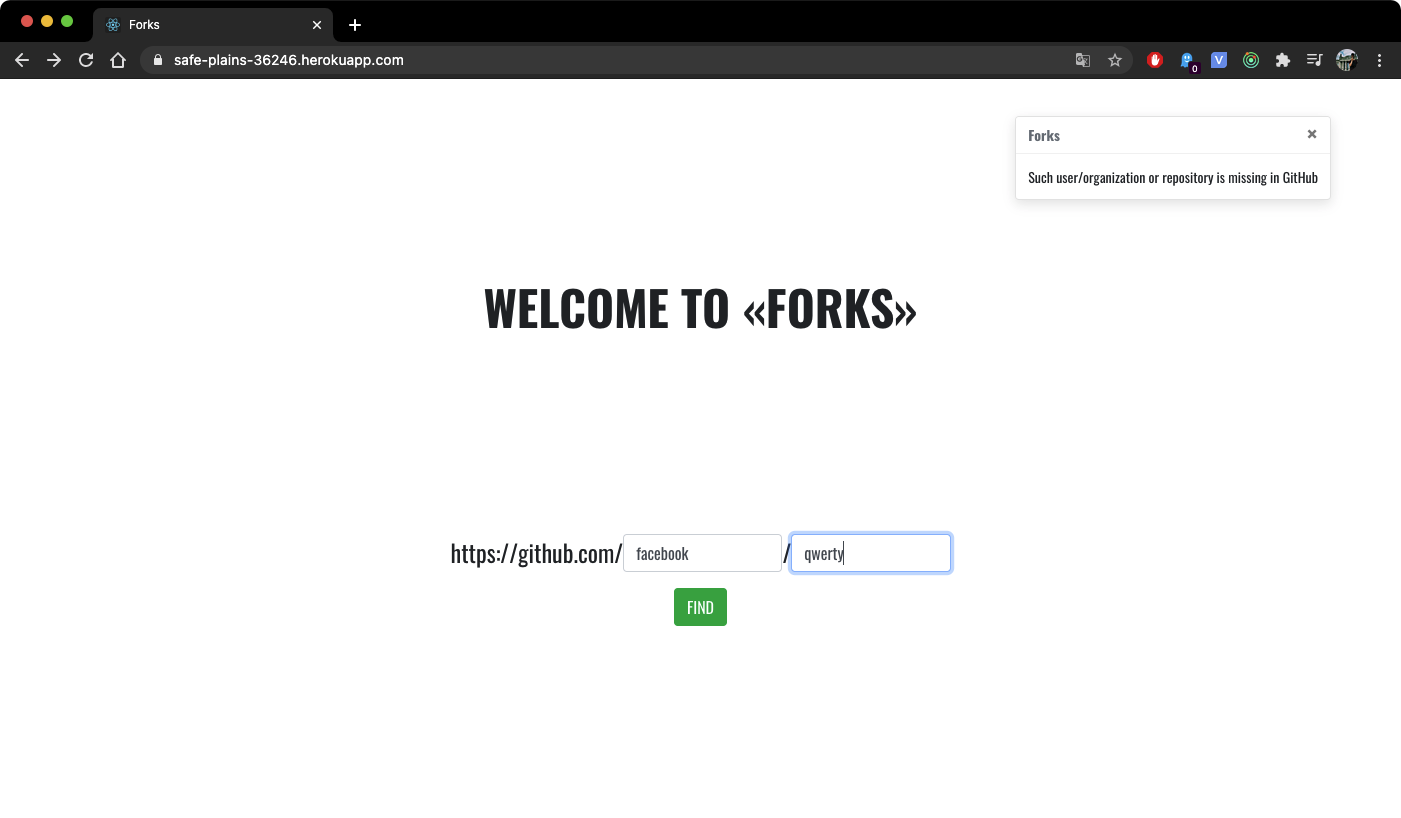 Forks
safe-plains-36246.herokuapp.com
0
V
Forks
Such user/organization or repository is missing in GitHub
WELCOME TO «FORKS»
https://github.com/ facebook / qwerty
FIND